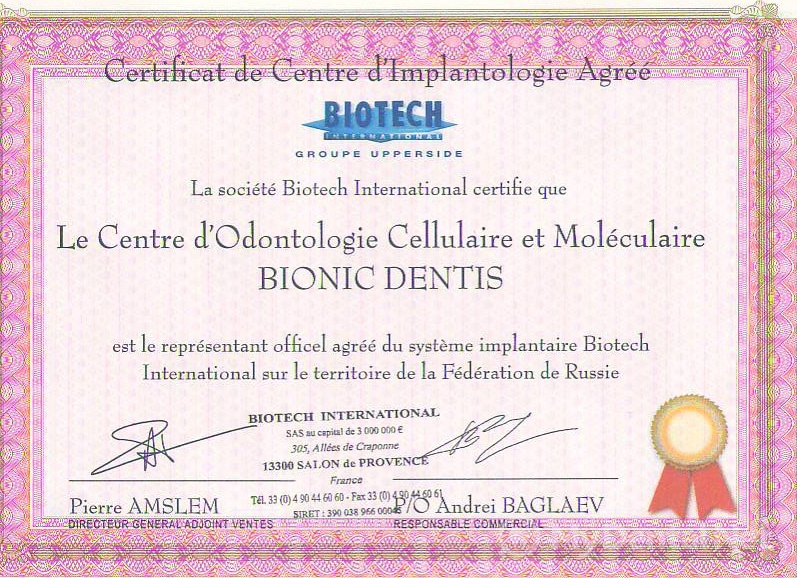 Certificat de Centre d'Implantologie Agréé
BIOTECH
INTERNATIONAL
GROUPE UPPERSIDE
La société Biotech International certifie que
Le Centre d'Odontologie Cellulaire et Moléculaire
BIONIC DENTIS
est le représentant officel agréé du système implantaire Biotech
International sur le territoire de la Fédération de Russie
BIOTECH INTERNATIONAL
SAS au capital de 3 000 000 €
305, Allées de Craponne
13300 SALON de PROVENCE
France
Tél. 33 (0) 4 90 44 60 60 - Fax 33 (0) 4 90 44 60 61
SIRET : 390 038 966 00045
Pierre AMSLEM
DIRECTEUR GENERAL ADJOINT VENTES
P/O Andrei BAGLAEV
RESPONSABLE COMMERCIAL